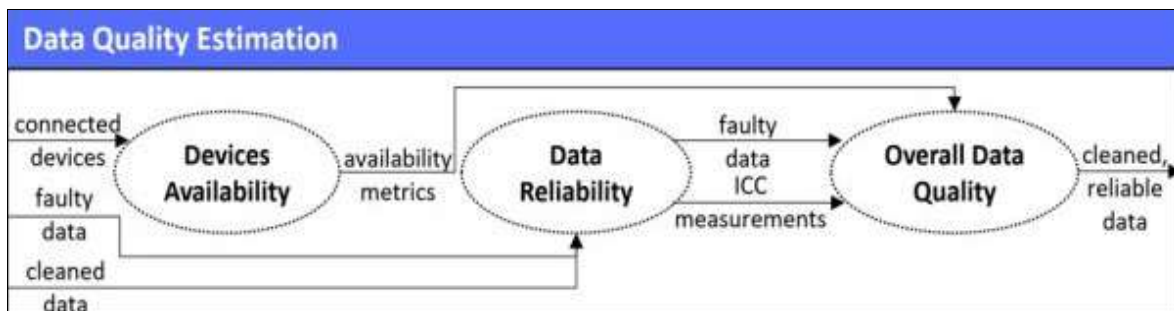 Data Quality Estimation
connected
devices
faulty
data
cleaned
data
Devices
Availability
availability
metrics
Data
Reliability
faulty
data
ICC
measurements
Overall Data
Quality
cleaned,
reliable
data